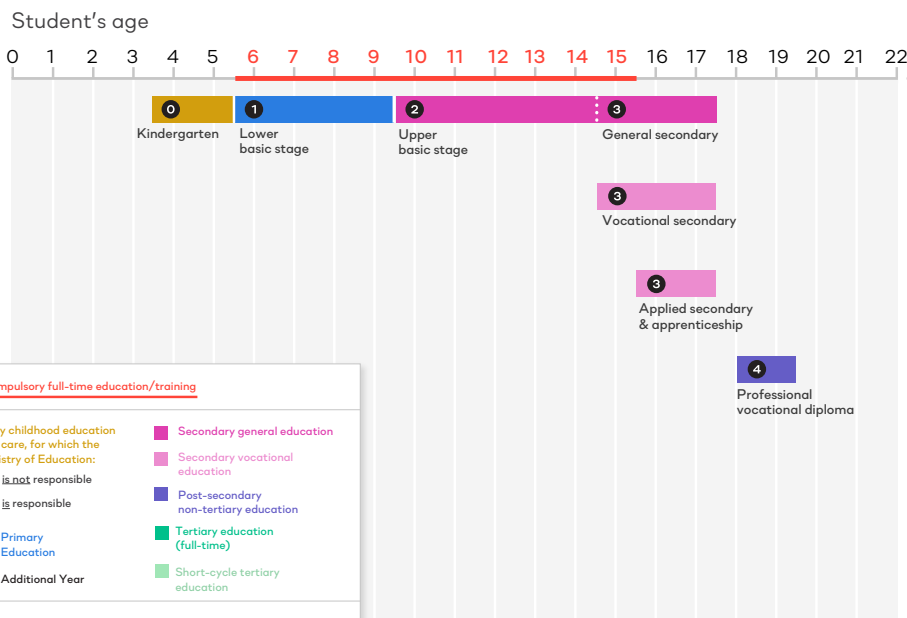 Student's age
0 1 2 3 4 5 6 7 8 9 10 11 12 13 14 15 16 17 18 19 20 21 22
0 1 2 3
Kindergarten
Lower
basic stage
Upper
basic stage
General secondary
3
Vocational secondary
3
Applied secondary
& apprenticeship
4
Professional
vocational diploma
mpulsory full-time education/training
y childhood education
care, for which the
istry of Education:
is not responsible
is responsible
Primary
Education
Additional Year
Secondary general education
Secondary vocational
education
Post-secondary
non-tertiary education
Tertiary education
(full-time)
Short-cycle tertiary
education